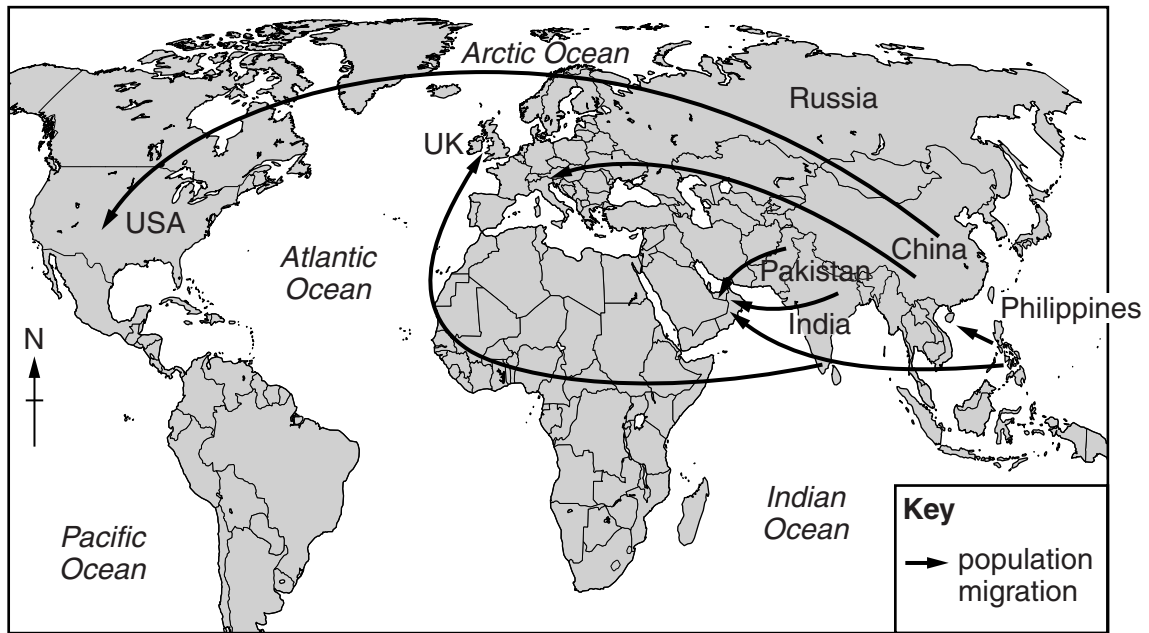 Arctic Ocean
Russia
UK
USA
China
Atlantic
Ocean
Pakistan
Philippines
India
N
Indian
Ocean
Pacific
Ocean
Key
population
migration